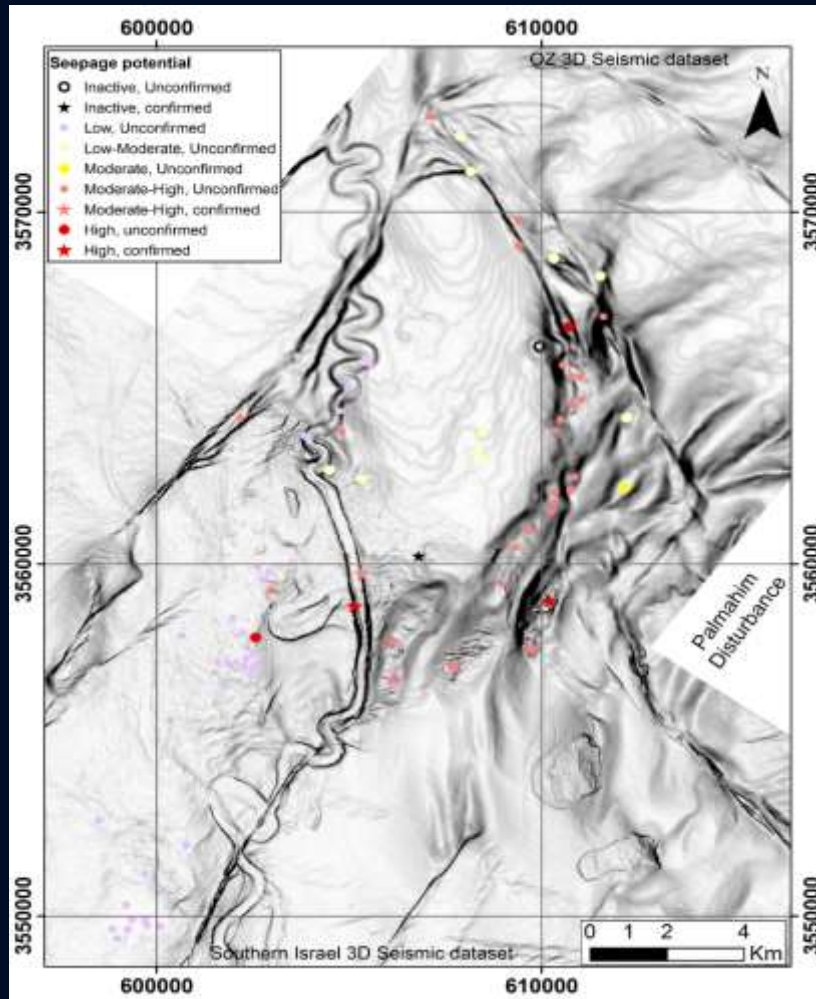 600000 610000
OZ 3D Seismic dataset
N
Seepage potential
Inactive, Unconfirmed
Inactive, confirmed
Low, Unconfirmed
Low-Moderate, Unconfirmed
Moderate, Unconfirmed
Moderate-High, Unconfirmed
Moderate-High, confirmed
High, unconfirmed
High, confirmed
3570000 3570000
3560000 3560000
Palmahim
Disturbance
3550000 3550000
Southern Israel 3D Seismic dataset
0 1 2 4
Km
600000 610000